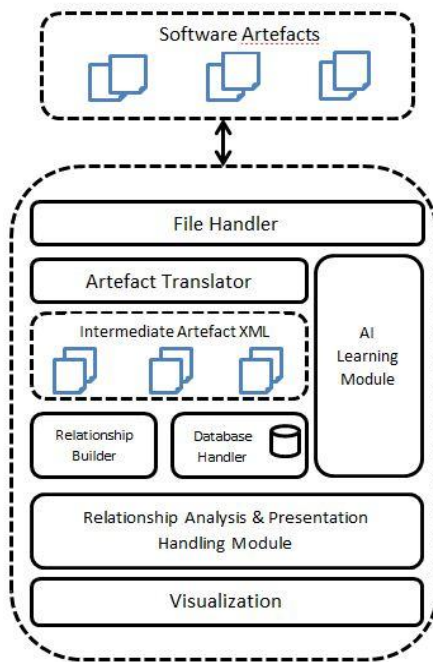 Software Artefacts
File Handler
Artefact Translator
AI
Learning
Module
Intermediate Artefact XML
Relationship
Builder
Database
Handler
Relationship Analysis & Presentation
Handling Module
Visualization